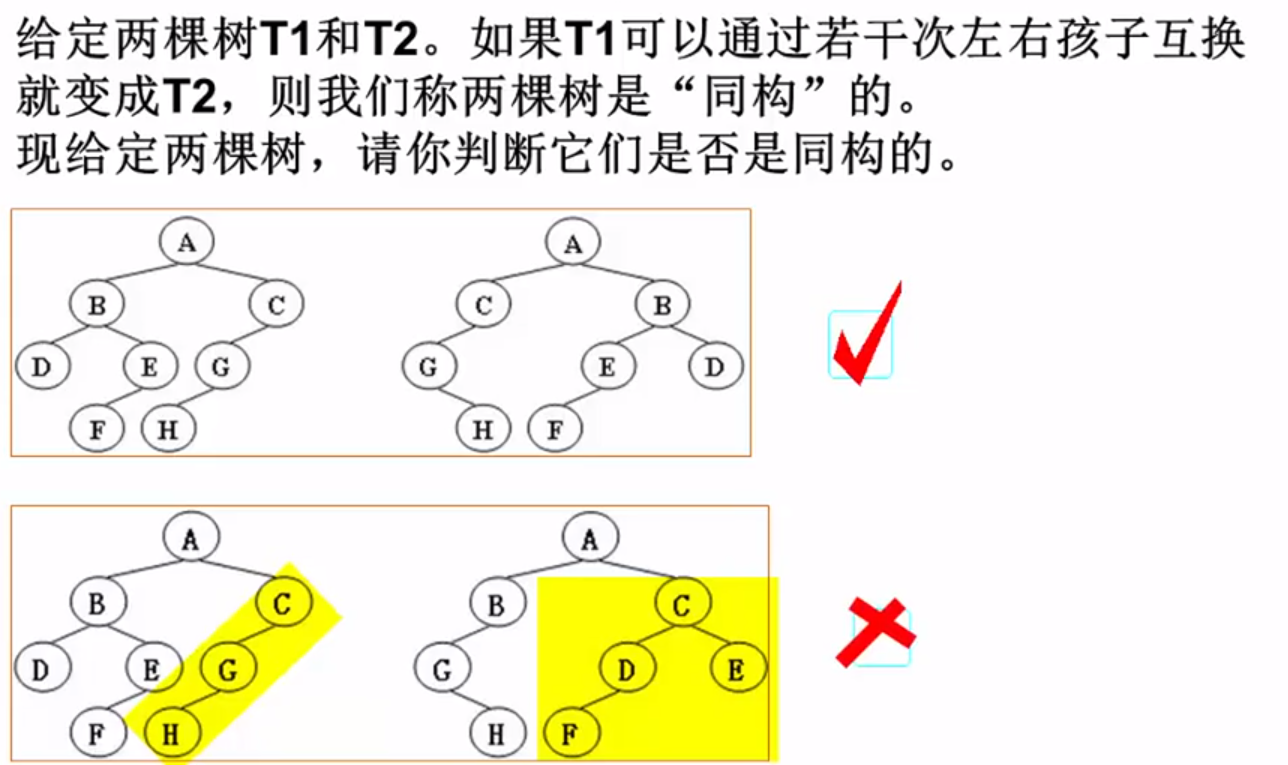 给定两棵树T1和T2。如果T1可以通过若干次左右孩子互换
就变成T2，则我们称两棵树是“同构”的。
现给定两棵树，请你判断它们是否是同构的。
A A
B C C B
D E G G E D
F H H F
A A
B C B C
D E G G D E
F H H F